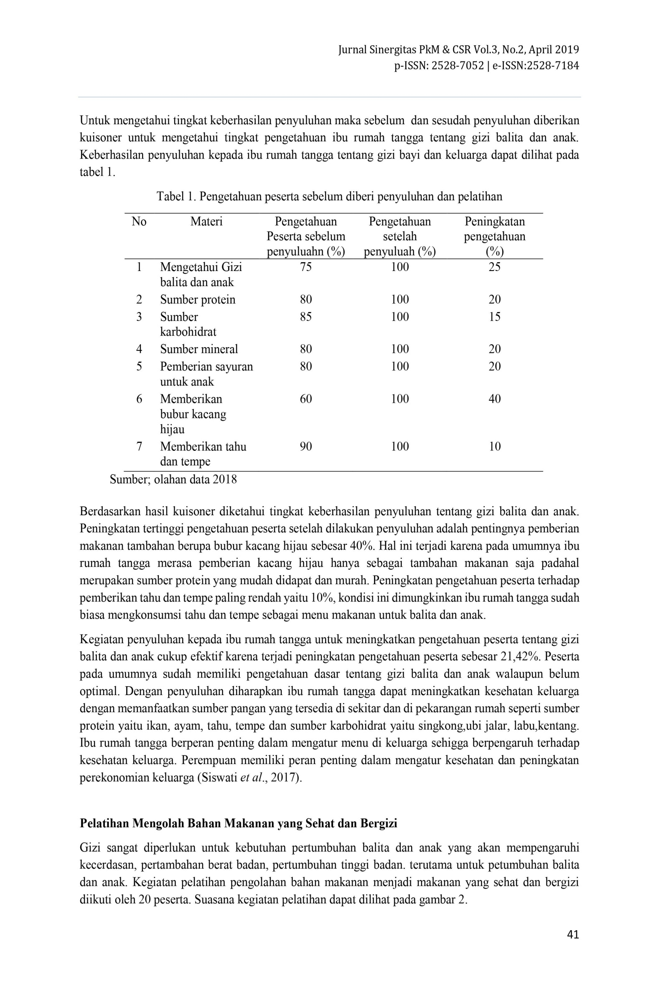 Jurnal Sinergitas PkM & CSR Vol.3, No.2, April 2019
p-ISSN: 2528-7052 | e-ISSN:2528-7184
Untuk mengetahui tingkat keberhasilan penyuluhan maka sebelum  dan sesudah penyuluhan diberikan
kuisoner untuk mengetahui tingkat pengetahuan ibu rumah tangga tentang gizi balita dan anak.
Keberhasilan penyuluhan kepada ibu rumah tangga tentang gizi bayi dan keluarga dapat dilihat pada
tabel 1.
Tabel 1. Pengetahuan peserta sebelum diberi penyuluhan dan pelatihan
No Materi Pengetahuan Pengetahuan Peningkatan
Peserta sebelum setelah pengetahuan
penyuluahn (%) penyuluah (%) (%)
1 Mengetahui Gizi 75 100 25
balita dan anak
2 Sumber protein 80 100 20
3 Sumber 85 100 15
karbohidrat
4 Sumber mineral 80 100 20
5 Pemberian sayuran 80 100 20
untuk anak
6 Memberikan 60 100 40
bubur kacang
hijau
7 Memberikan tahu 90 100 10
dan tempe
Sumber; olahan data 2018
Berdasarkan hasil kuisoner diketahui tingkat keberhasilan penyuluhan tentang gizi balita dan anak.
Peningkatan tertinggi pengetahuan peserta setelah dilakukan penyuluhan adalah pentingnya pemberian
makanan tambahan berupa bubur kacang hijau sebesar 40%. Hal ini terjadi karena pada umumnya ibu
rumah tangga merasa pemberian kacang hijau hanya sebagai tambahan makanan saja padahal
merupakan sumber protein yang mudah didapat dan murah. Peningkatan pengetahuan peserta terhadap
pemberikan tahu dan tempe paling rendah yaitu 10%, kondisi ini dimungkinkan ibu rumah tangga sudah
biasa mengkonsumsi tahu dan tempe sebagai menu makanan untuk balita dan anak.
Kegiatan penyuluhan kepada ibu rumah tangga untuk meningkatkan pengetahuan peserta tentang gizi
balita dan anak cukup efektif karena terjadi peningkatan pengetahuan peserta sebesar 21,42%. Peserta
pada umumnya sudah memiliki pengetahuan dasar tentang gizi balita dan anak walaupun belum
optimal. Dengan penyuluhan diharapkan ibu rumah tangga dapat meningkatkan kesehatan keluarga
dengan memanfaatkan sumber pangan yang tersedia di sekitar dan di pekarangan rumah seperti sumber
protein yaitu ikan, ayam, tahu, tempe dan sumber karbohidrat yaitu singkong,ubi jalar, labu,kentang.
Ibu rumah tangga berperan penting dalam mengatur menu di keluarga sehigga berpengaruh terhadap
kesehatan keluarga. Perempuan memiliki peran penting dalam mengatur kesehatan dan peningkatan
perekonomian keluarga (Siswati et al., 2017).
Pelatihan Mengolah Bahan Makanan yang Sehat dan Bergizi
Gizi sangat diperlukan untuk kebutuhan pertumbuhan balita dan anak yang akan mempengaruhi
kecerdasan, pertambahan berat badan, pertumbuhan tinggi badan. terutama untuk petumbuhan balita
dan anak. Kegiatan pelatihan pengolahan bahan makanan menjadi makanan yang sehat dan bergizi
diikuti oleh 20 peserta. Suasana kegiatan pelatihan dapat dilihat pada gambar 2.
41